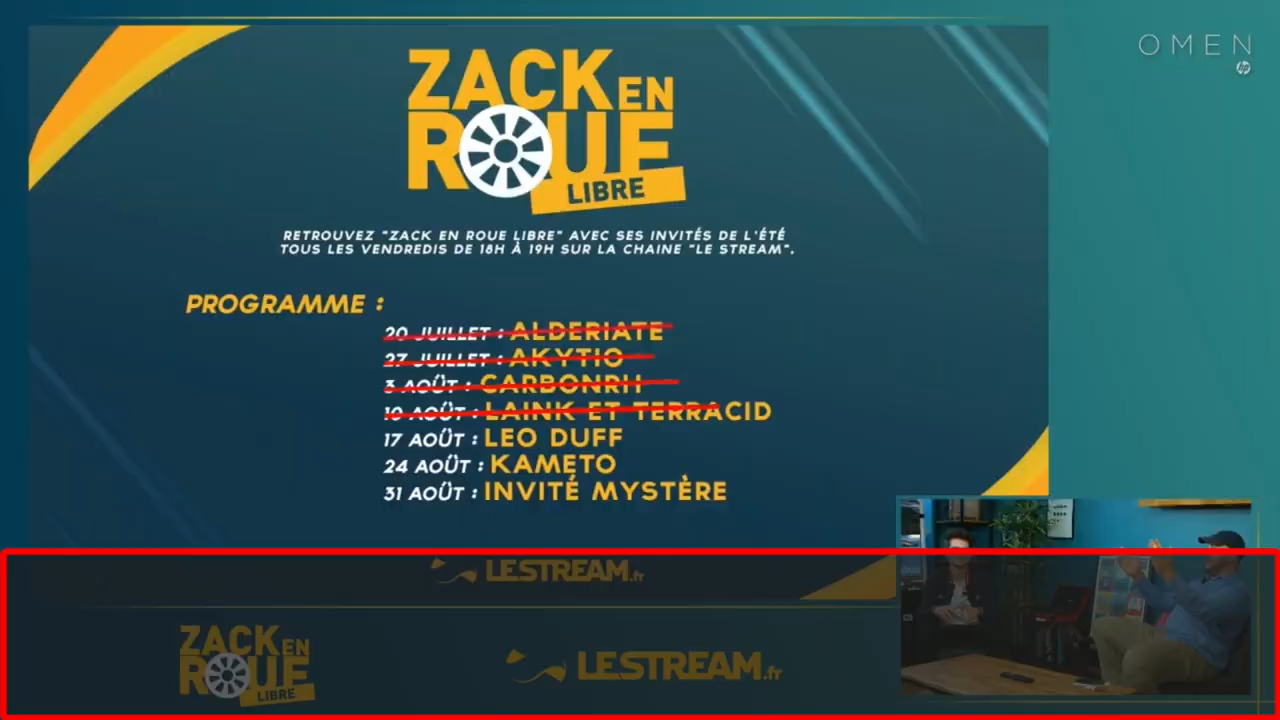 OMEN
hp
ZACK EN
ROUE
LIBRE
RETROUVEZ "ZACK EN ROUE LIBRE" AVEC SES INVITÉS DE L'ÉTÉ
TOUS LES VENDREDIS DE 18H À 19H SUR LA CHAINE "LE STREAM".
PROGRAMME :
20 JUILLET : ALDERIATE
27 JUILLET : AKYTIO
3 AOÛT : CARBONRH
10 AOÛT : LAINK ET TERRACID
17 AOÛT : LEO DUFF
24 AOÛT : KAMETO
31 AOÛT : INVITÉ MYSTÈRE
LESTREAM.fr
ZACK EN
ROUE
LIBRE
LESTREAM.fr